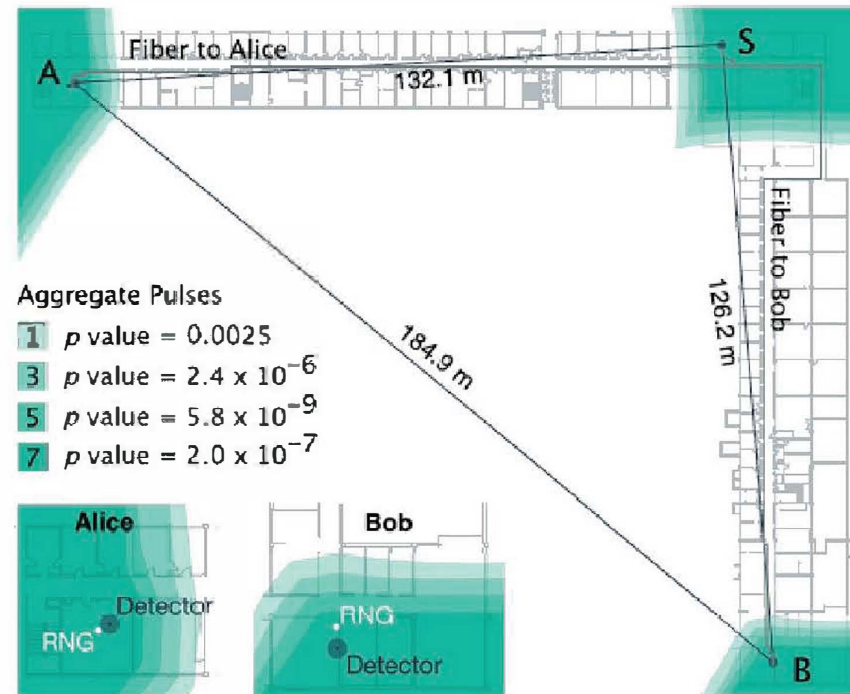 Fiber to Alice
S
A
132.1 m
Fiber to Bob
126.2 m
184.9 m
Aggregate Pulses
1 p value = 0.0025
3 p value = 2.4 x 10⁻⁶
5 p value = 5.8 x 10⁻⁹
7 p value = 2.0 x 10⁻⁷
Alice
Detector
RNG
Bob
RNG
Detector
B